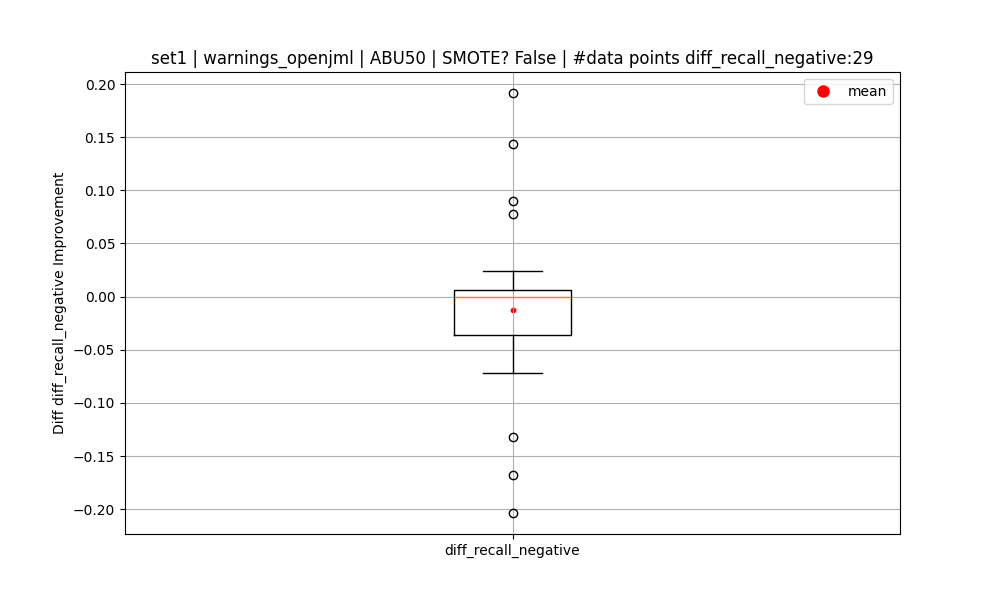 set1 | warnings_openjml | ABU50 | SMOTE? False | #data points diff_recall_negative:29
mean
0.20
0.15
0.10
0.05
0.00
−0.05
−0.10
−0.15
−0.20
Diff diff_recall_negative Improvement
diff_recall_negative